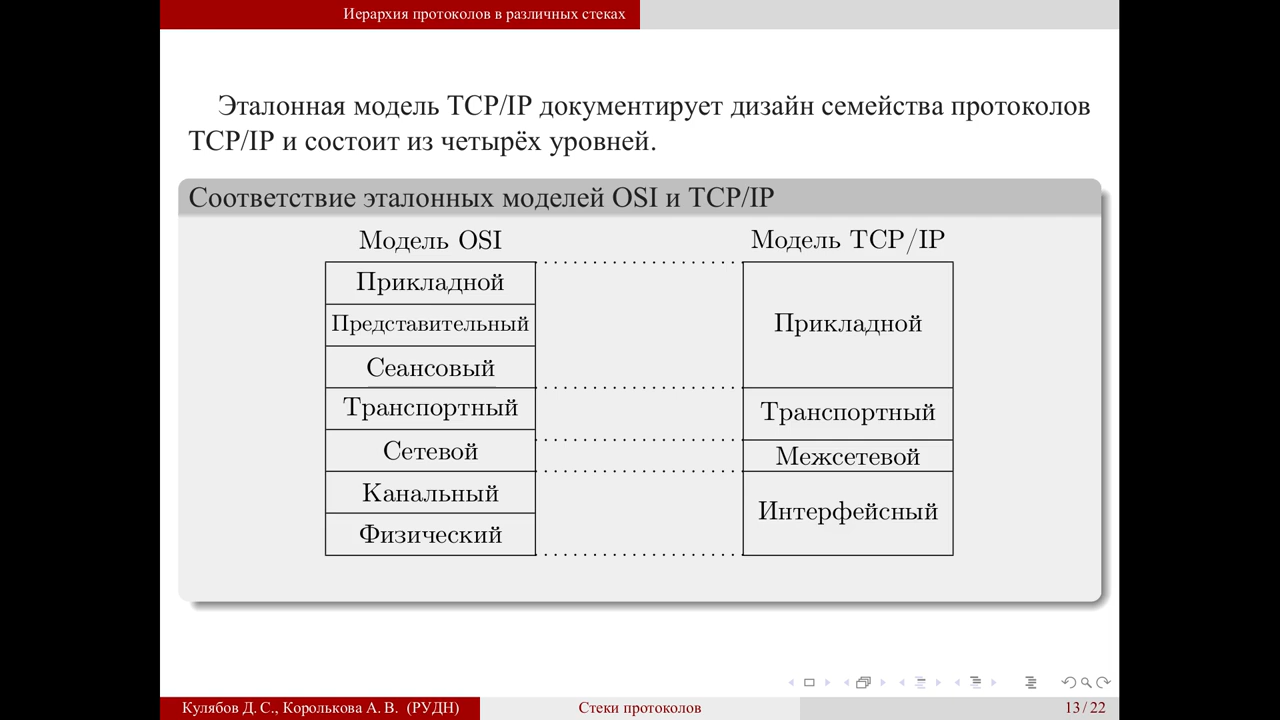 Иерархия протоколов в различных стеках
Эталонная модель TCP/IP документирует дизайн семейства протоколов
TCP/IP и состоит из четырёх уровней.
Соответствие эталонных моделей OSI и TCP/IP
Модель OSI
Прикладной
Представительный
Сеансовый
Транспортный
Сетевой
Канальный
Физический
Модель TCP/IP
Прикладной
Транспортный
Межсетевой
Интерфейсный
Кулябов Д. С., Королькова А. В. (РУДН)
Стеки протоколов
13 / 22